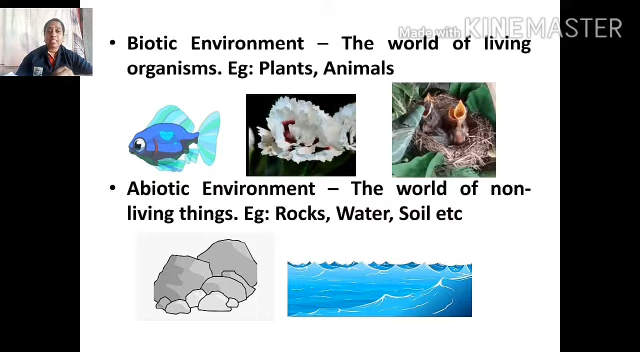 Made with KINEMASTER
• Biotic Environment – The world of living
organisms. Eg: Plants, Animals
• Abiotic Environment – The world of non-
living things. Eg: Rocks, Water, Soil etc